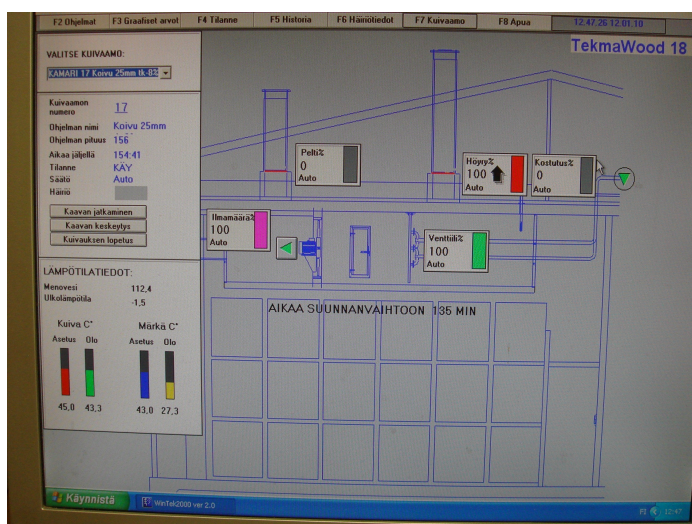 F2 Ohjelmat F3 Graaliset arvot F4 Tilanne F5 Historia F6 Häiriötiedot F7 Kuivaamo F8 Apua 12.47.26 12.01.10
TekmaWood 18
VALITSE KUIVAAMO:
KAMARI 17 Koivu 25mm tk-8%
Kuivaamon numero 17
Ohjelman nimi Koivu 25mm
Ohjelman pituus 156
Aikaa jäljellä 154:41
Tilanne KÄY
Säätö Auto
Häiriö
Kaavan jatkaminen
Kaavan keskeytys
Kuivauksen lopetus
Pelti%
0
Auto
Höyry%
100
Auto
Kostutus%
0
Auto
Ilmamäärä%
100
Auto
Venttiili%
100
Auto
LÄMPÖTILATIEDOT:
Menovesi 112,4
Ulkolämpötila -1,5
Kuiva C° Märkä C°
Asetus Olo Asetus Olo
45,0 43,3 43,0 27,3
AIKAA SUUNNANVAIHTOON 135 MIN
Käynnistä WinTek2000 ver 2.0 FI 12:47